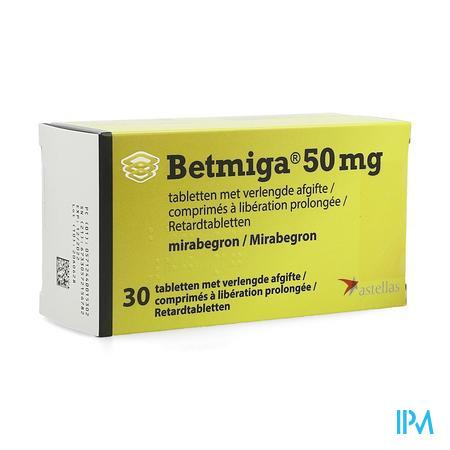 Betmiga® 50 mg
tabletten met verlengde afgifte /
comprimés à libération prolongée /
Retardtabletten
mirabegron / Mirabegron
30 tabletten met verlengde afgifte /
comprimés à libération prolongée /
Retardtabletten
astellas
IPM